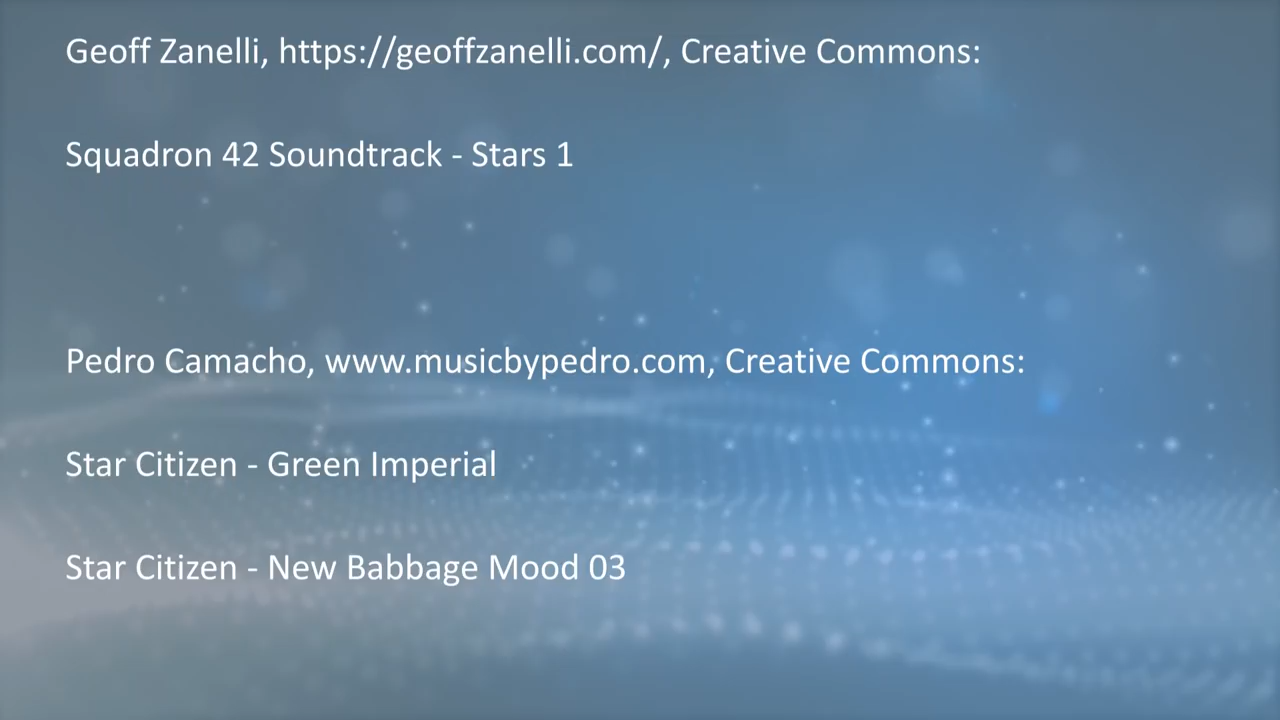 Geoff Zanelli, https://geoffzanelli.com/, Creative Commons:
Squadron 42 Soundtrack - Stars 1
Pedro Camacho, www.musicbypedro.com, Creative Commons:
Star Citizen - Green Imperial
Star Citizen - New Babbage Mood 03